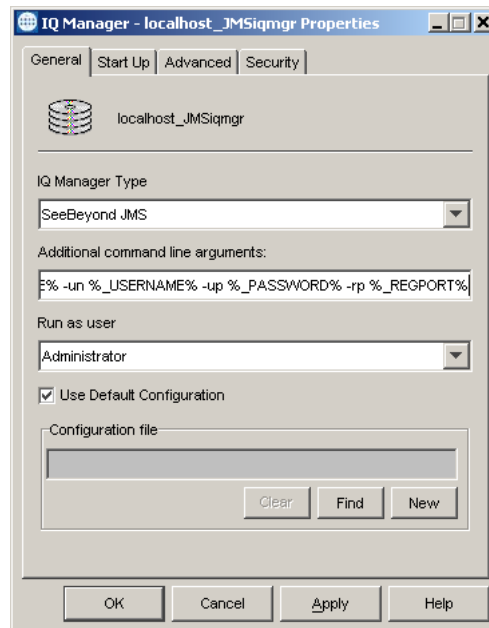 IQ Manager - localhost_JMSiqmgr Properties
General Start Up Advanced Security
localhost_JMSiqmgr
IQ Manager Type
SeeBeyond JMS
Additional command line arguments:
E% -un %_USERNAME% -up %_PASSWORD% -rp %_REGPORT%
Run as user
Administrator
Use Default Configuration
Configuration file
Clear Find New
OK Cancel Apply Help